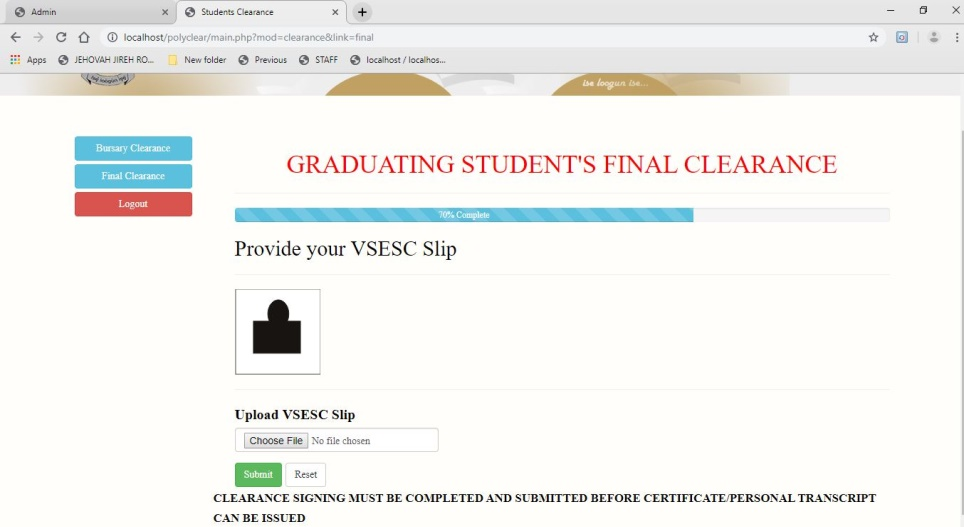 Admin
Students Clearance
localhost/polyclear/main.php?mod=clearance&link=final
Apps JEHOVAH JIREH RO... New folder Previous STAFF localhost / localhos...
ise loogun ise...
Bursary Clearance
Final Clearance
Logout
GRADUATING STUDENT'S FINAL CLEARANCE
70% Complete
Provide your VSESC Slip
Upload VSESC Slip
Choose File No file chosen
Submit Reset
CLEARANCE SIGNING MUST BE COMPLETED AND SUBMITTED BEFORE CERTIFICATE/PERSONAL TRANSCRIPT
CAN BE ISSUED